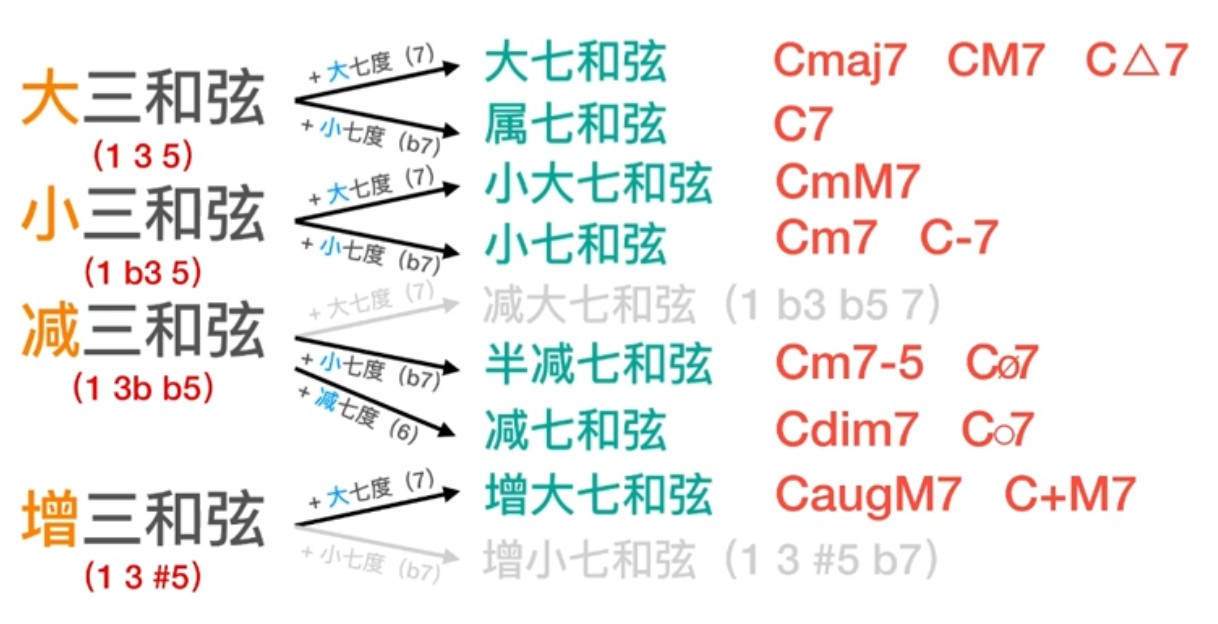 大三和弦
(1 3 5)
+ 大七度 (7)
大七和弦 Cmaj7 CM7 C△7
+ 小七度 (b7)
属七和弦 C7
小三和弦
(1 b3 5)
+ 大七度 (7)
小大七和弦 CmM7
+ 小七度 (b7)
小七和弦 Cm7 C-7
减三和弦
(1 3b b5)
+ 大七度 (7)
减大七和弦 (1 b3 b5 7)
+ 小七度 (b7)
半减七和弦 Cm7-5 Cø7
+ 减七度 (6)
减七和弦 Cdim7 C○7
增三和弦
(1 3 #5)
+ 大七度 (7)
增大七和弦 CaugM7 C+M7
+ 小七度 (b7)
增小七和弦 (1 3 #5 b7)